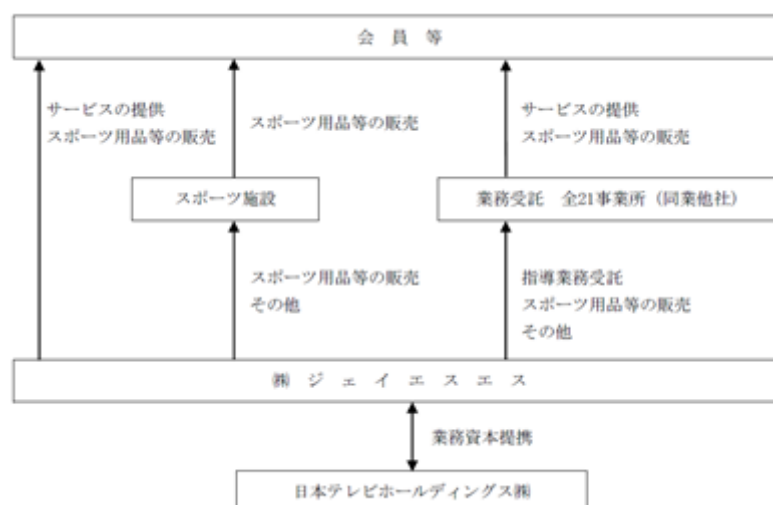 会 員 等
サービスの提供
スポーツ用品等の販売
スポーツ用品等の販売
サービスの提供
スポーツ用品等の販売
スポーツ施設
業務受託 全21事業所（同業他社）
スポーツ用品等の販売
その他
指導業務受託
スポーツ用品等の販売
その他
㈱ ジ ェ イ エ ス エ ス
業務資本提携
日本テレビホールディングス㈱